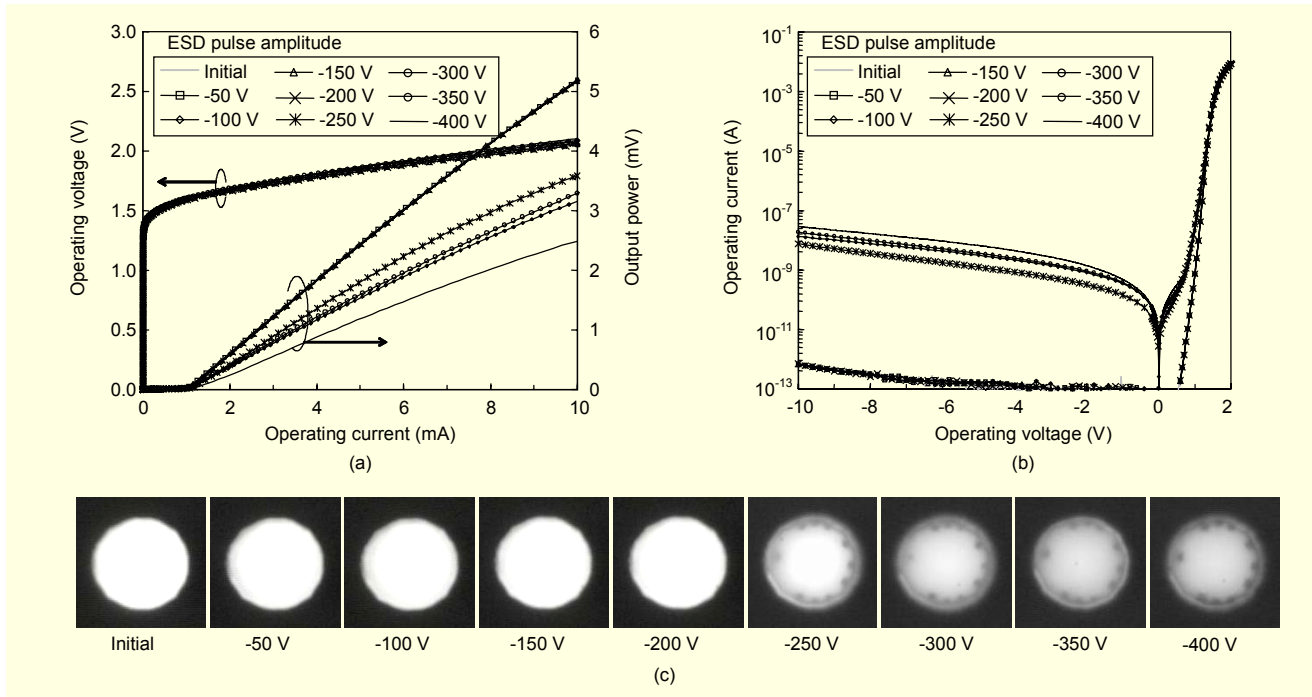 ESD pulse amplitude
Initial -150 V -300 V
-50 V -200 V -350 V
-100 V -250 V -400 V
3.0
2.5
2.0
1.5
1.0
0.5
0.0
Operating voltage (V)
6
5
4
3
2
1
0
Output power (mV)
0 2 4 6 8 10
Operating current (mA)
(a)
ESD pulse amplitude
Initial -150 V -300 V
-50 V -200 V -350 V
-100 V -250 V -400 V
10-1
10-3
10-5
10-7
10-9
10-11
10-13
Operating current (A)
-10 -8 -6 -4 -2 0 2
Operating voltage (V)
(b)
Initial -50 V -100 V -150 V -200 V -250 V -300 V -350 V -400 V
(c)